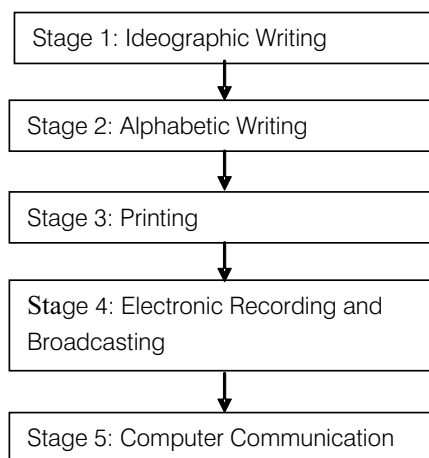 Stage 1: Ideographic Writing
Stage 2: Alphabetic Writing
Stage 3: Printing
Stage 4: Electronic Recording and
Broadcasting
Stage 5: Computer Communication